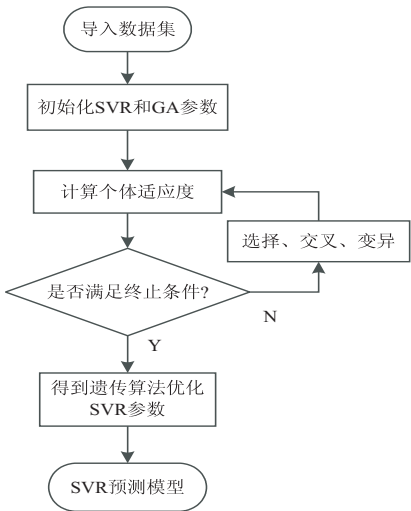 导入数据集
初始化SVR和GA参数
计算个体适应度
选择、交叉、变异
是否满足终止条件?
N
Y
得到遗传算法优化
SVR参数
SVR预测模型